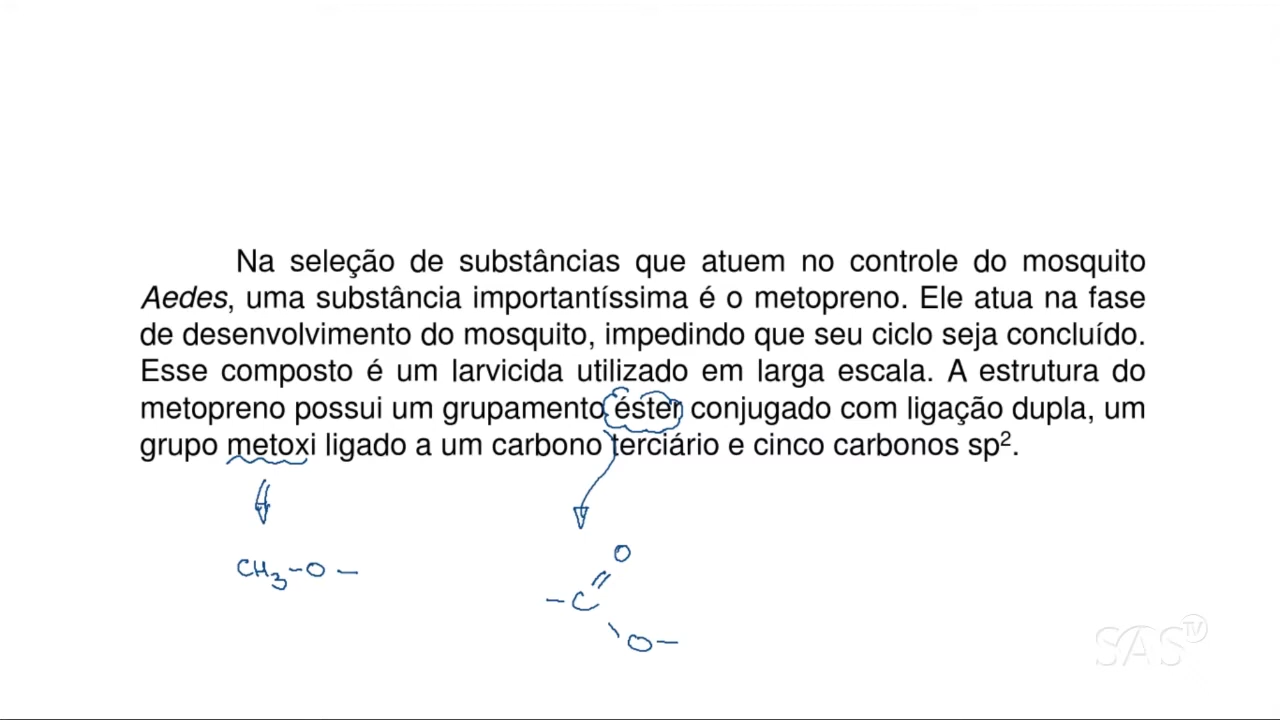 Na seleção de substâncias que atuem no controle do mosquito
Aedes, uma substância importantíssima é o metopreno. Ele atua na fase
de desenvolvimento do mosquito, impedindo que seu ciclo seja concluído.
Esse composto é um larvicida utilizado em larga escala. A estrutura do
metopreno possui um grupamento éster conjugado com ligação dupla, um
grupo metoxi ligado a um carbono terciário e cinco carbonos sp².
O
CH₃-O-
-C
O-
SAS TV